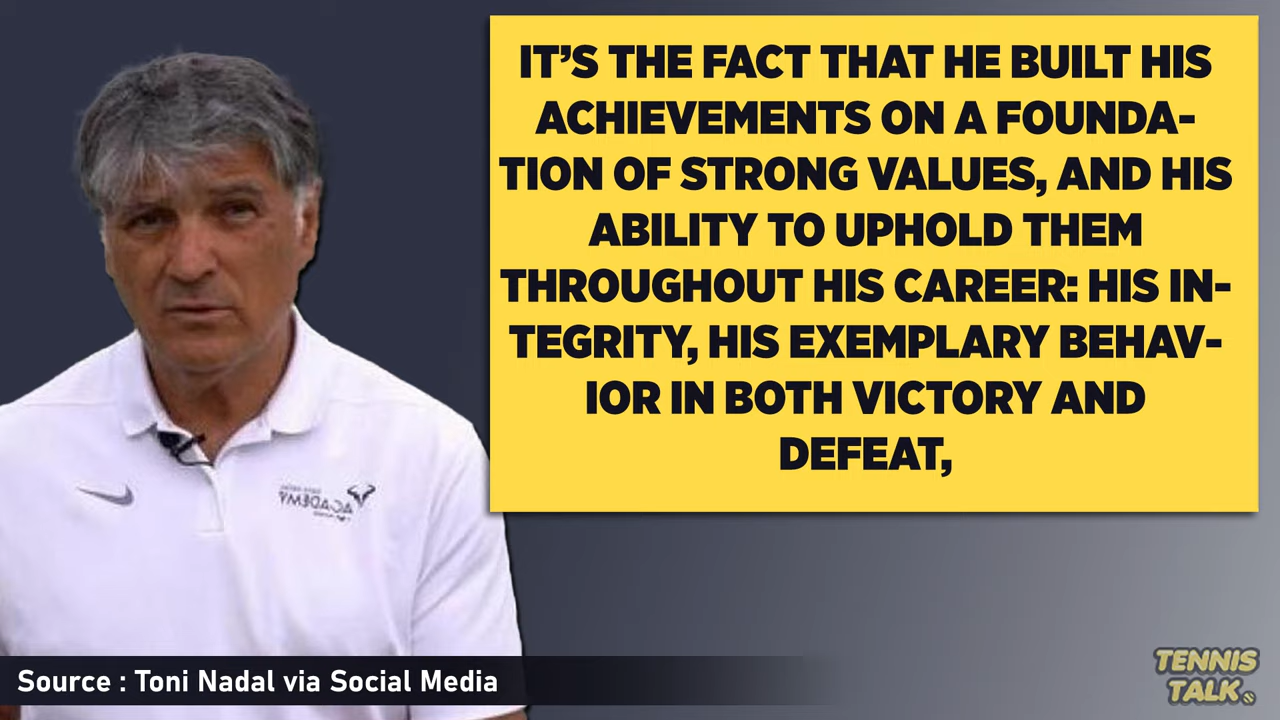 IT’S THE FACT THAT HE BUILT HIS
ACHIEVEMENTS ON A FOUNDA-
TION OF STRONG VALUES, AND HIS
ABILITY TO UPHOLD THEM
THROUGHOUT HIS CAREER: HIS IN-
TEGRITY, HIS EXEMPLARY BEHAV-
IOR IN BOTH VICTORY AND
DEFEAT,
ACADEMY
Source : Toni Nadal via Social Media
TENNIS
TALK